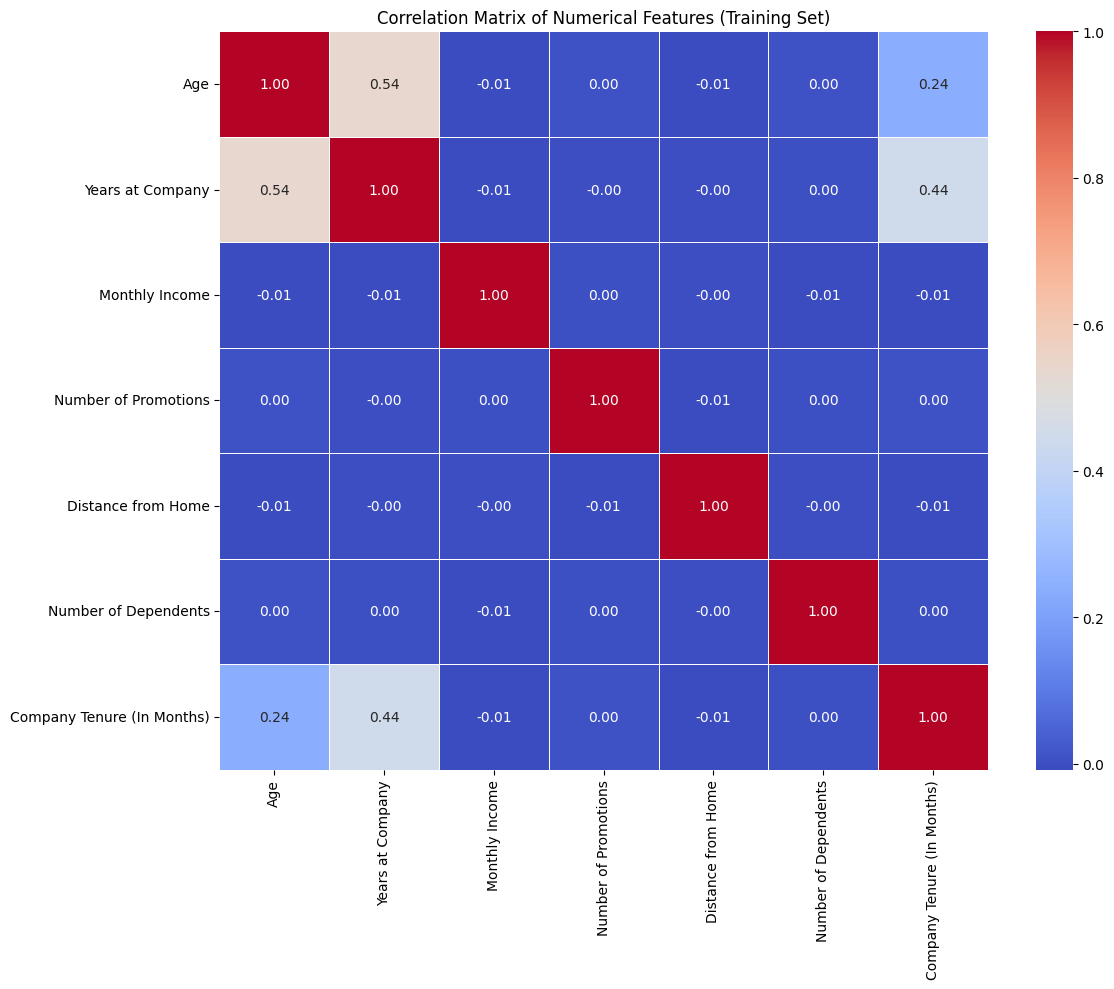 Correlation Matrix of Numerical Features (Training Set)
Age 1.00 0.54 -0.01 0.00 -0.01 0.00 0.24
Years at Company 0.54 1.00 -0.01 -0.00 -0.00 0.00 0.44
Monthly Income -0.01 -0.01 1.00 0.00 -0.00 -0.01 -0.01
Number of Promotions 0.00 -0.00 0.00 1.00 -0.01 0.00 0.00
Distance from Home -0.01 -0.00 -0.00 -0.01 1.00 -0.00 -0.01
Number of Dependents 0.00 0.00 -0.01 0.00 -0.00 1.00 0.00
Company Tenure (In Months) 0.24 0.44 -0.01 0.00 -0.01 0.00 1.00
Age
Years at Company
Monthly Income
Number of Promotions
Distance from Home
Number of Dependents
Company Tenure (In Months)
1.0
0.8
0.6
0.4
0.2
0.0